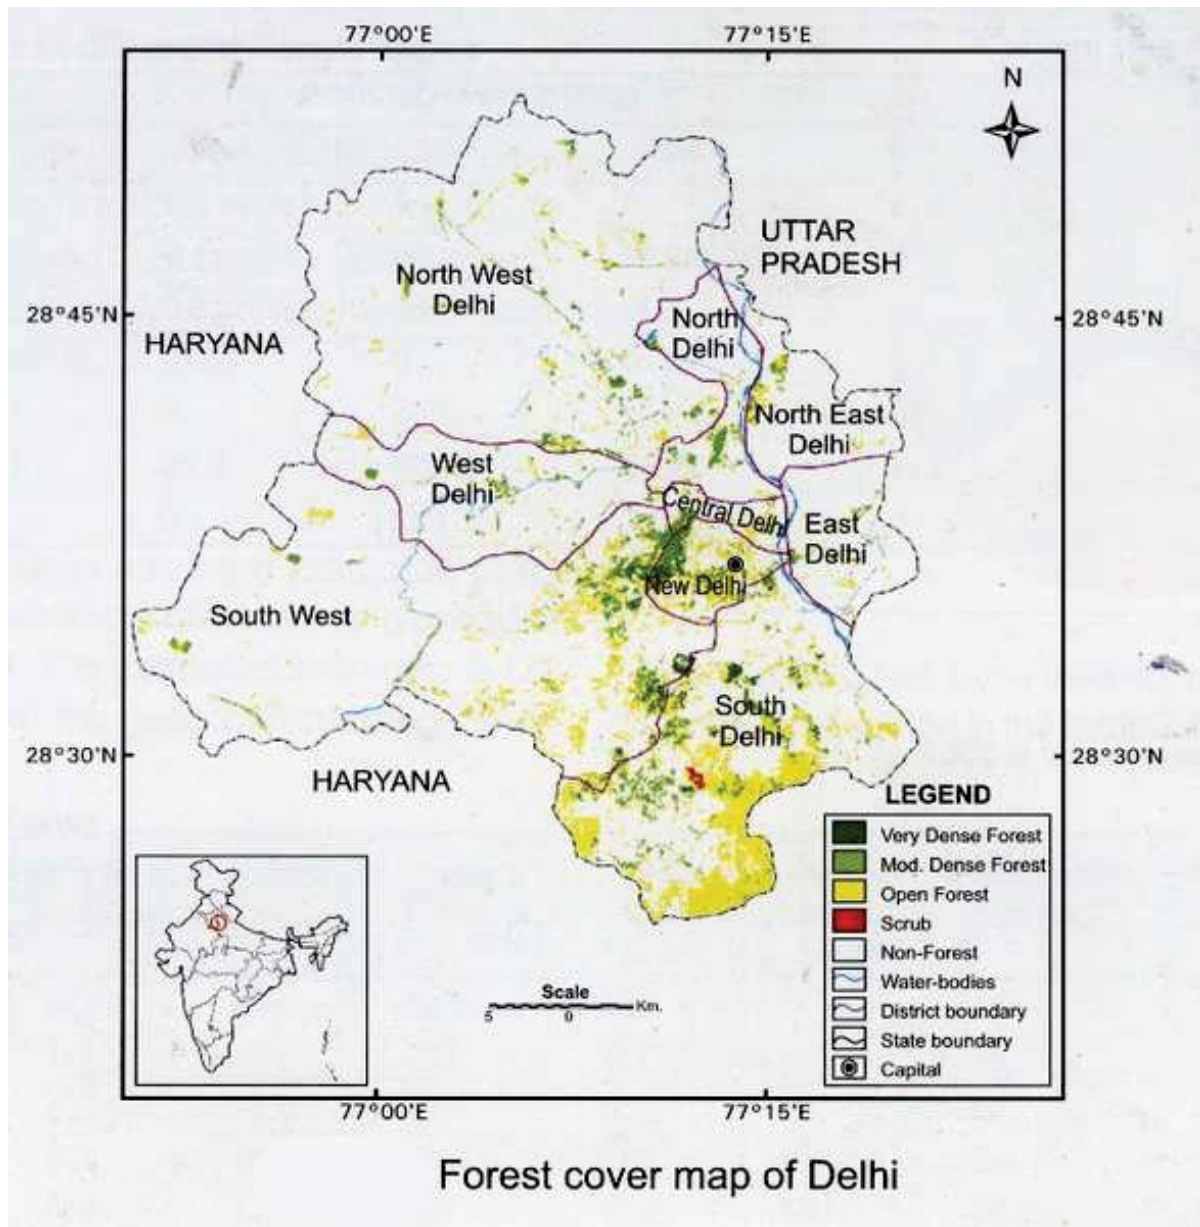 77°00'E 77°15'E
N
UTTAR
PRADESH
North West
Delhi
28°45'N 28°45'N
HARYANA
North
Delhi
North East
Delhi
West
Delhi
Central Delhi
East
Delhi
New Delhi
South West
South
Delhi
28°30'N 28°30'N
HARYANA
LEGEND
Very Dense Forest
Mod. Dense Forest
Open Forest
Scrub
Non-Forest
Water-bodies
District boundary
State boundary
Capital
Scale
Km.
5 0
77°00'E 77°15'E
Forest cover map of Delhi